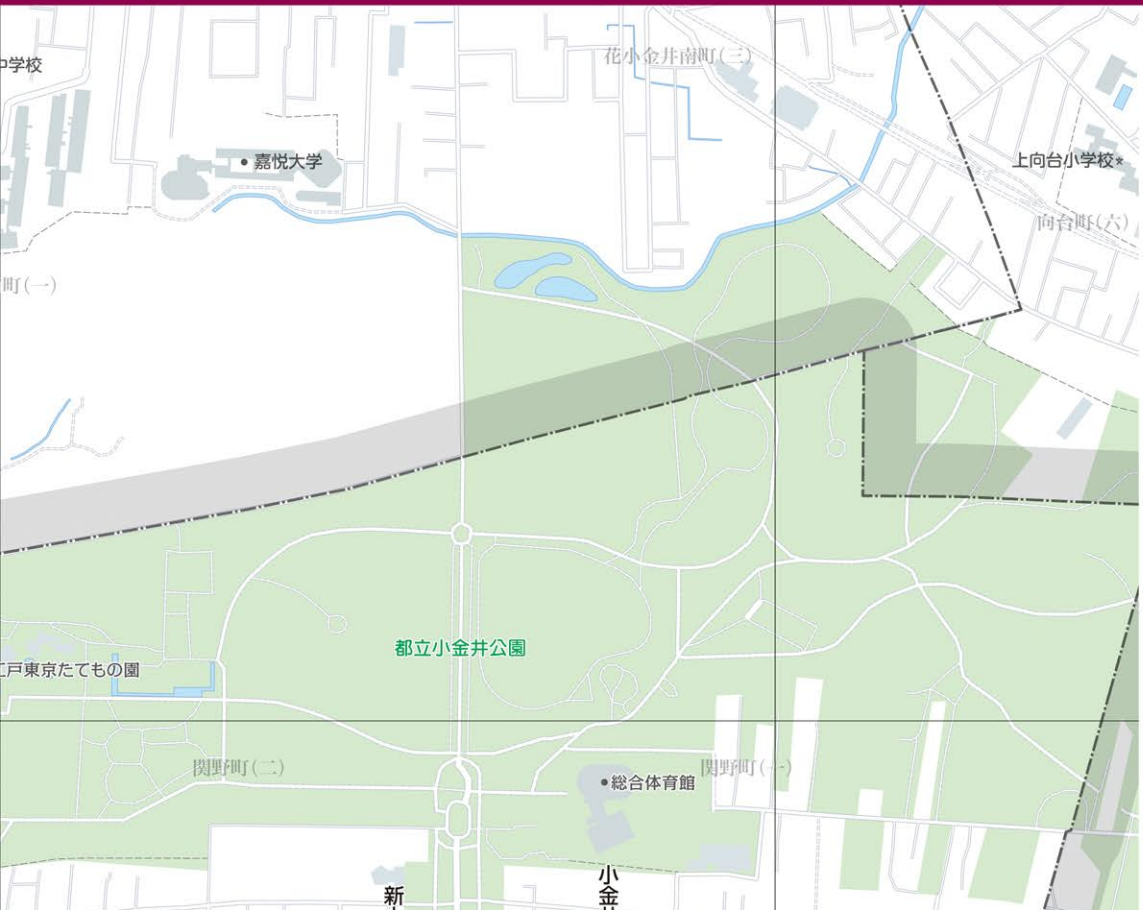 花小金井南町(三)
中学校
嘉悦大学
上向台小学校*
向台町(六)
町(一)
都立小金井公園
江戸東京たてもの園
関野町(二)
関野町(一)
総合体育館
小金井
新